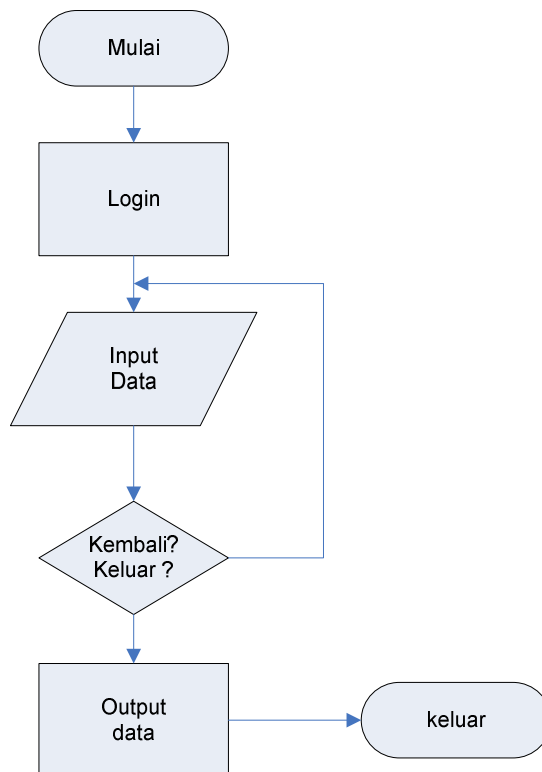 Mulai
Login
Input
Data
Kembali?
Keluar ?
Output
data
keluar